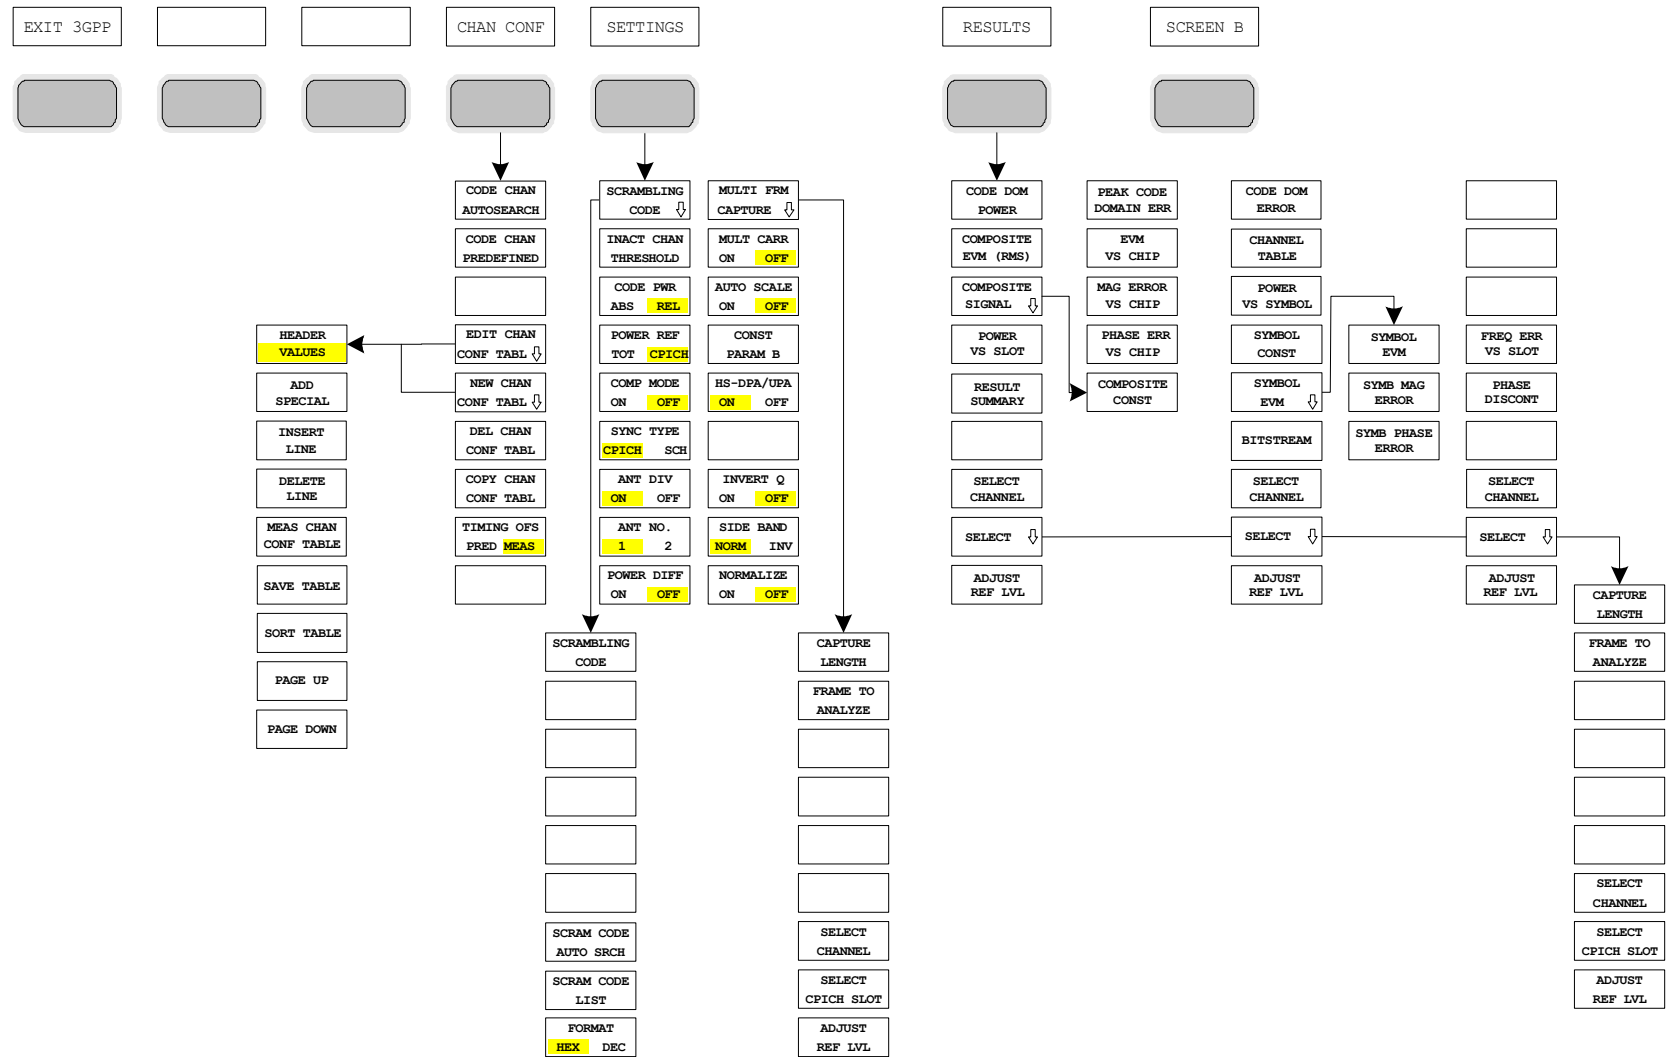 EXIT 3GPP
CHAN CONF
SETTINGS
RESULTS
SCREEN B
CODE CHAN
AUTOSEARCH
CODE CHAN
PREDEFINED
EDIT CHAN
CONF TABL
NEW CHAN
CONF TABL
DEL CHAN
CONF TABL
COPY CHAN
CONF TABL
TIMING OFS
PRED MEAS
HEADER
VALUES
ADD
SPECIAL
INSERT
LINE
DELETE
LINE
MEAS CHAN
CONF TABLE
SAVE TABLE
SORT TABLE
PAGE UP
PAGE DOWN
SCRAMBLING
CODE
INACT CHAN
THRESHOLD
CODE PWR
ABS REL
POWER REF
TOT CPICH
COMP MODE
ON OFF
SYNC TYPE
CPICH SCH
ANT DIV
ON OFF
ANT NO.
1 2
POWER DIFF
ON OFF
MULTI FRM
CAPTURE
MULT CARR
ON OFF
AUTO SCALE
ON OFF
CONST
PARAM B
HS-DPA/UPA
ON OFF
INVERT Q
ON OFF
SIDE BAND
NORM INV
NORMALIZE
ON OFF
SCRAMBLING
CODE
SCRAM CODE
AUTO SRCH
SCRAM CODE
LIST
FORMAT
HEX DEC
CAPTURE
LENGTH
FRAME TO
ANALYZE
SELECT
CHANNEL
SELECT
CPICH SLOT
ADJUST
REF LVL
CODE DOM
POWER
COMPOSITE
EVM (RMS)
COMPOSITE
SIGNAL
POWER
VS SLOT
RESULT
SUMMARY
SELECT
CHANNEL
SELECT
ADJUST
REF LVL
PEAK CODE
DOMAIN ERR
EVM
VS CHIP
MAG ERROR
VS CHIP
PHASE ERR
VS CHIP
COMPOSITE
CONST
CODE DOM
ERROR
CHANNEL
TABLE
POWER
VS SYMBOL
SYMBOL
CONST
SYMBOL
EVM
BITSTREAM
SELECT
CHANNEL
SELECT
ADJUST
REF LVL
SYMBOL
EVM
SYMB MAG
ERROR
SYMB PHASE
ERROR
FREQ ERR
VS SLOT
PHASE
DISCONT
SELECT
CHANNEL
SELECT
ADJUST
REF LVL
CAPTURE
LENGTH
FRAME TO
ANALYZE
SELECT
CHANNEL
SELECT
CPICH SLOT
ADJUST
REF LVL